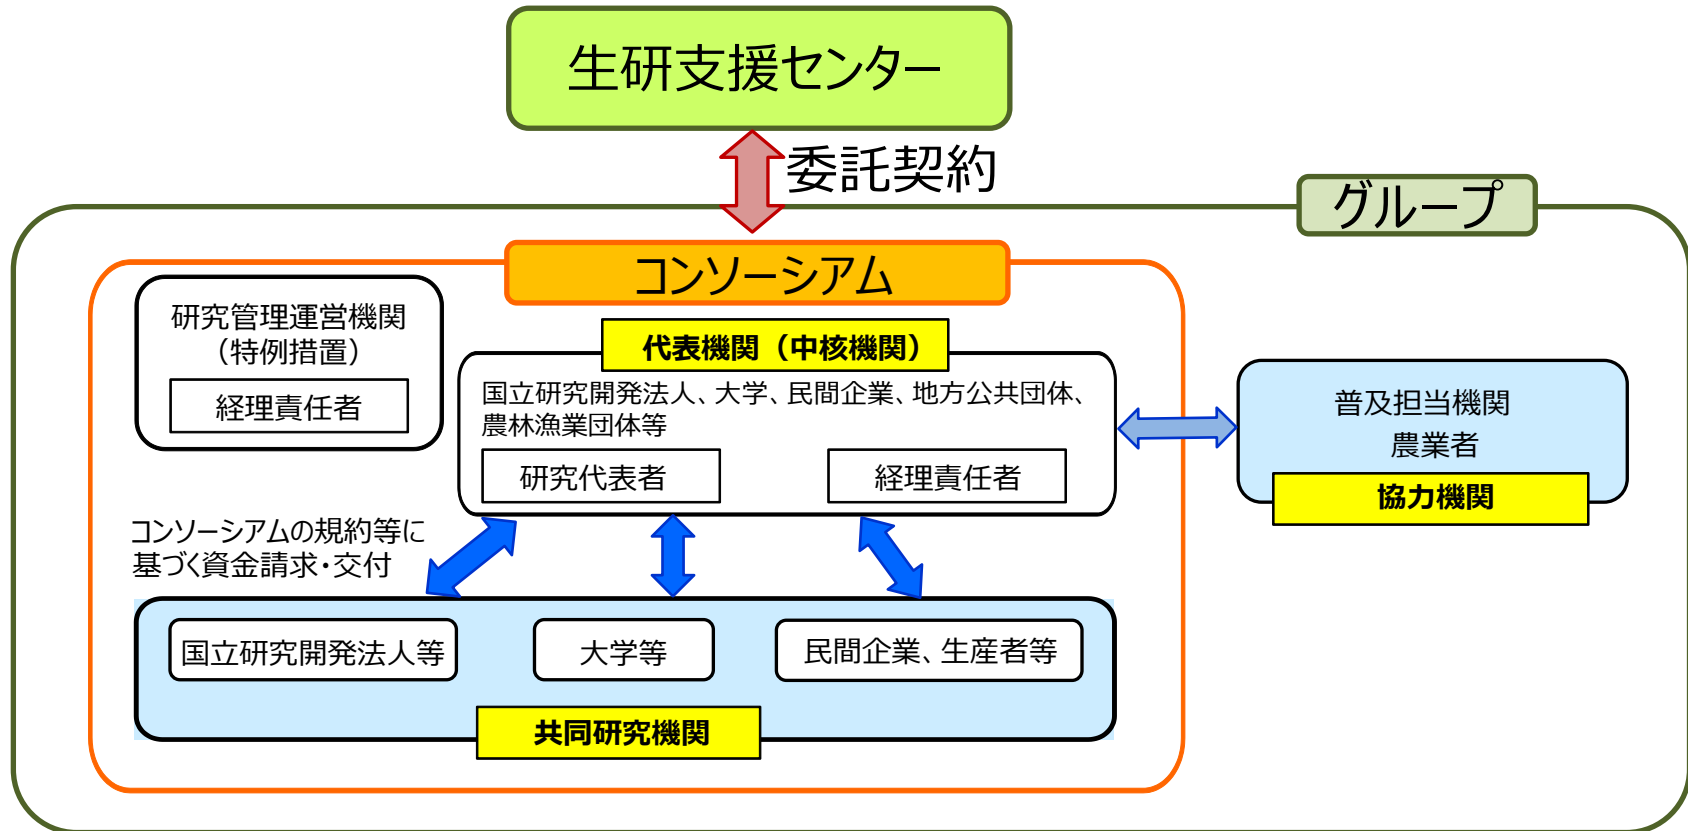 生研支援センター
委託契約
グループ
コンソーシアム
研究管理運営機関
（特例措置）
経理責任者
代表機関（中核機関）
国立研究開発法人、大学、民間企業、地方公共団体、
農林漁業団体等
研究代表者
経理責任者
普及担当機関
農業者
協力機関
コンソーシアムの規約等に
基づく資金請求・交付
国立研究開発法人等
大学等
民間企業、生産者等
共同研究機関